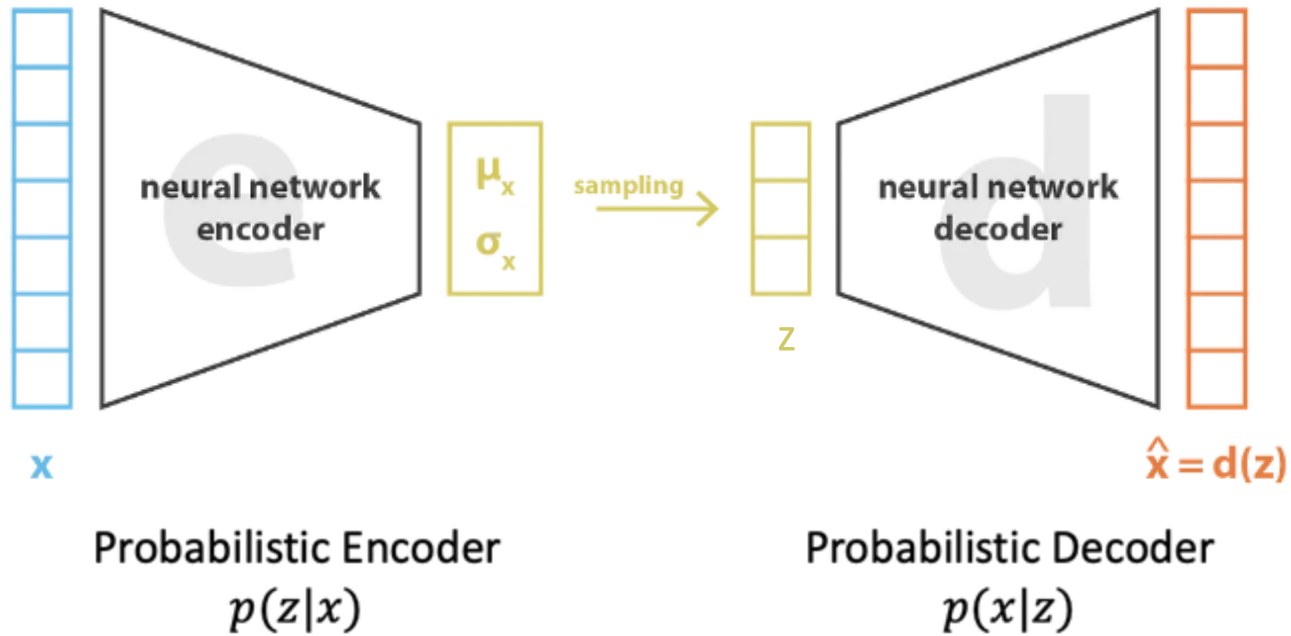 e
neural network
encoder
μₓ
σₓ
sampling
z
d
neural network
decoder
x
x̂ = d(z)
Probabilistic Encoder
p(z|x)
Probabilistic Decoder
p(x|z)